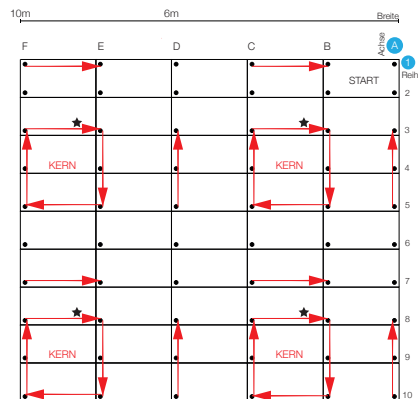 10m 6m Breite
F E D C B Achse A
1
START Reih
2
3
KERN KERN 4
5
6
7
8
KERN KERN 9
10